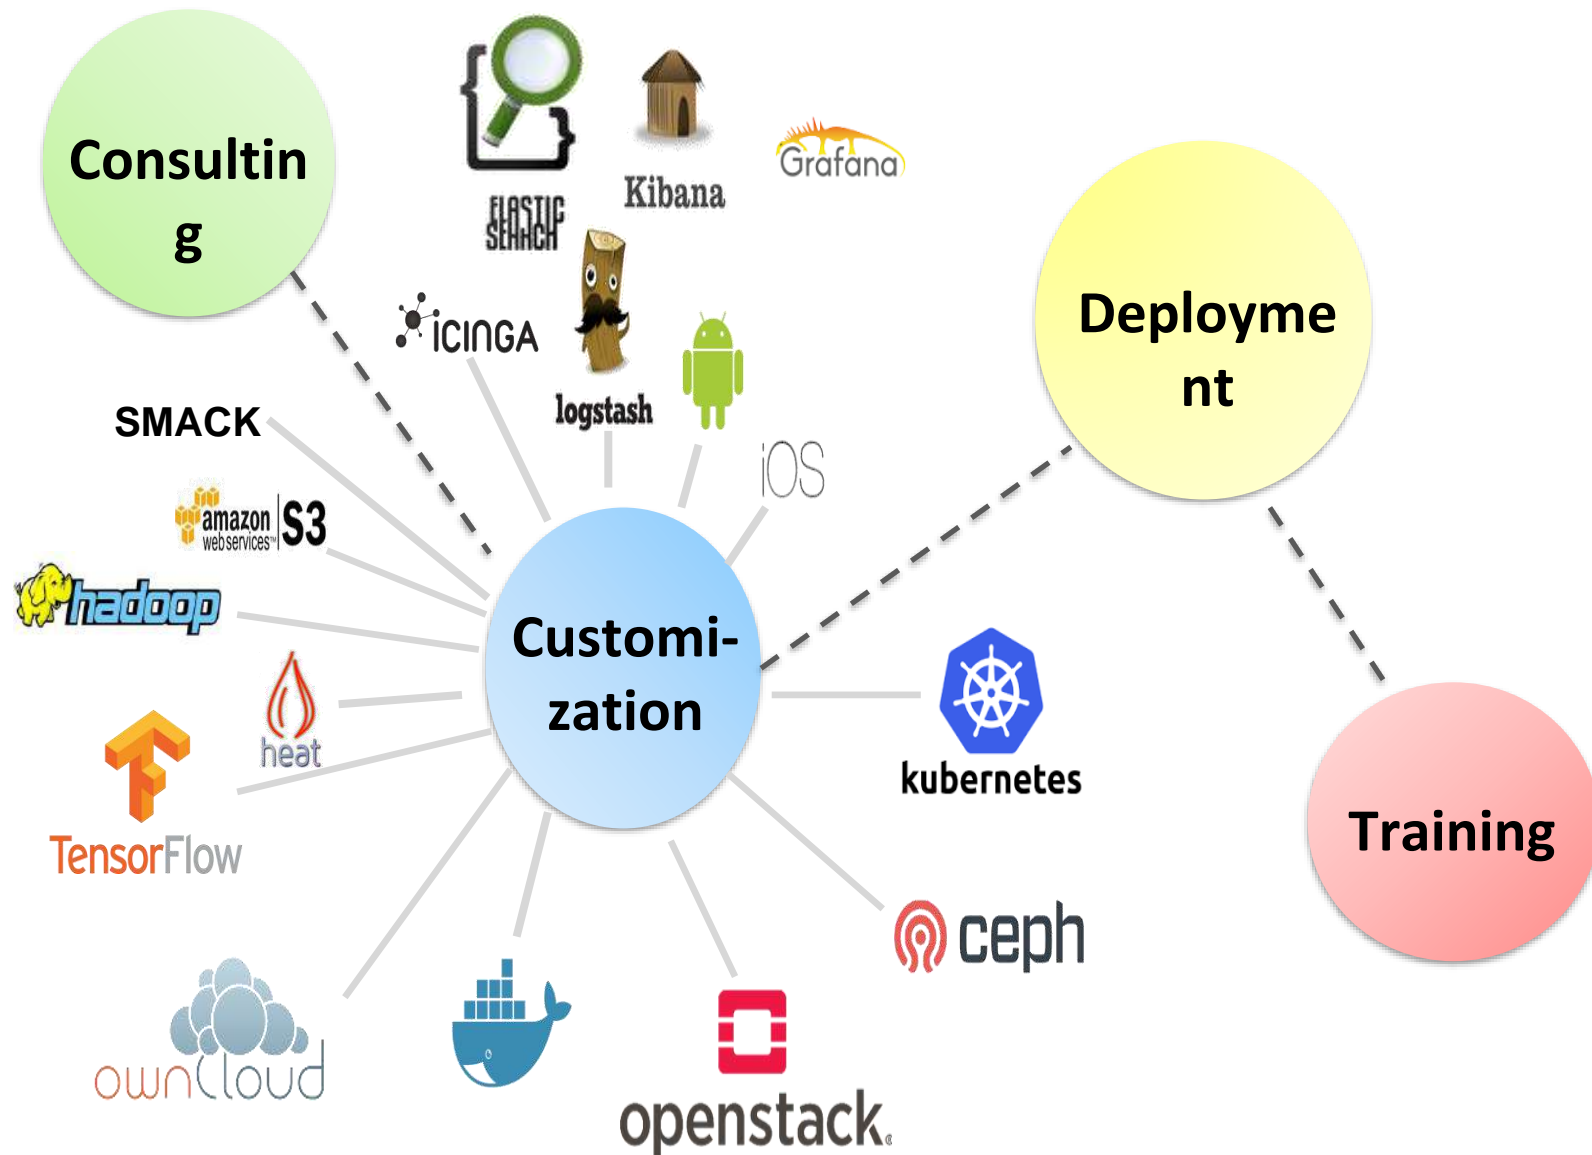 Consultin
g
ELASTIC
SEARCH
Kibana
Grafana
ICINGA
logstash
iOS
SMACK
amazon
webservices™
S3
hadoop
heat
TensorFlow
ownCloud
openstack
Customi-
zation
Deployme
nt
kubernetes
ceph
Training